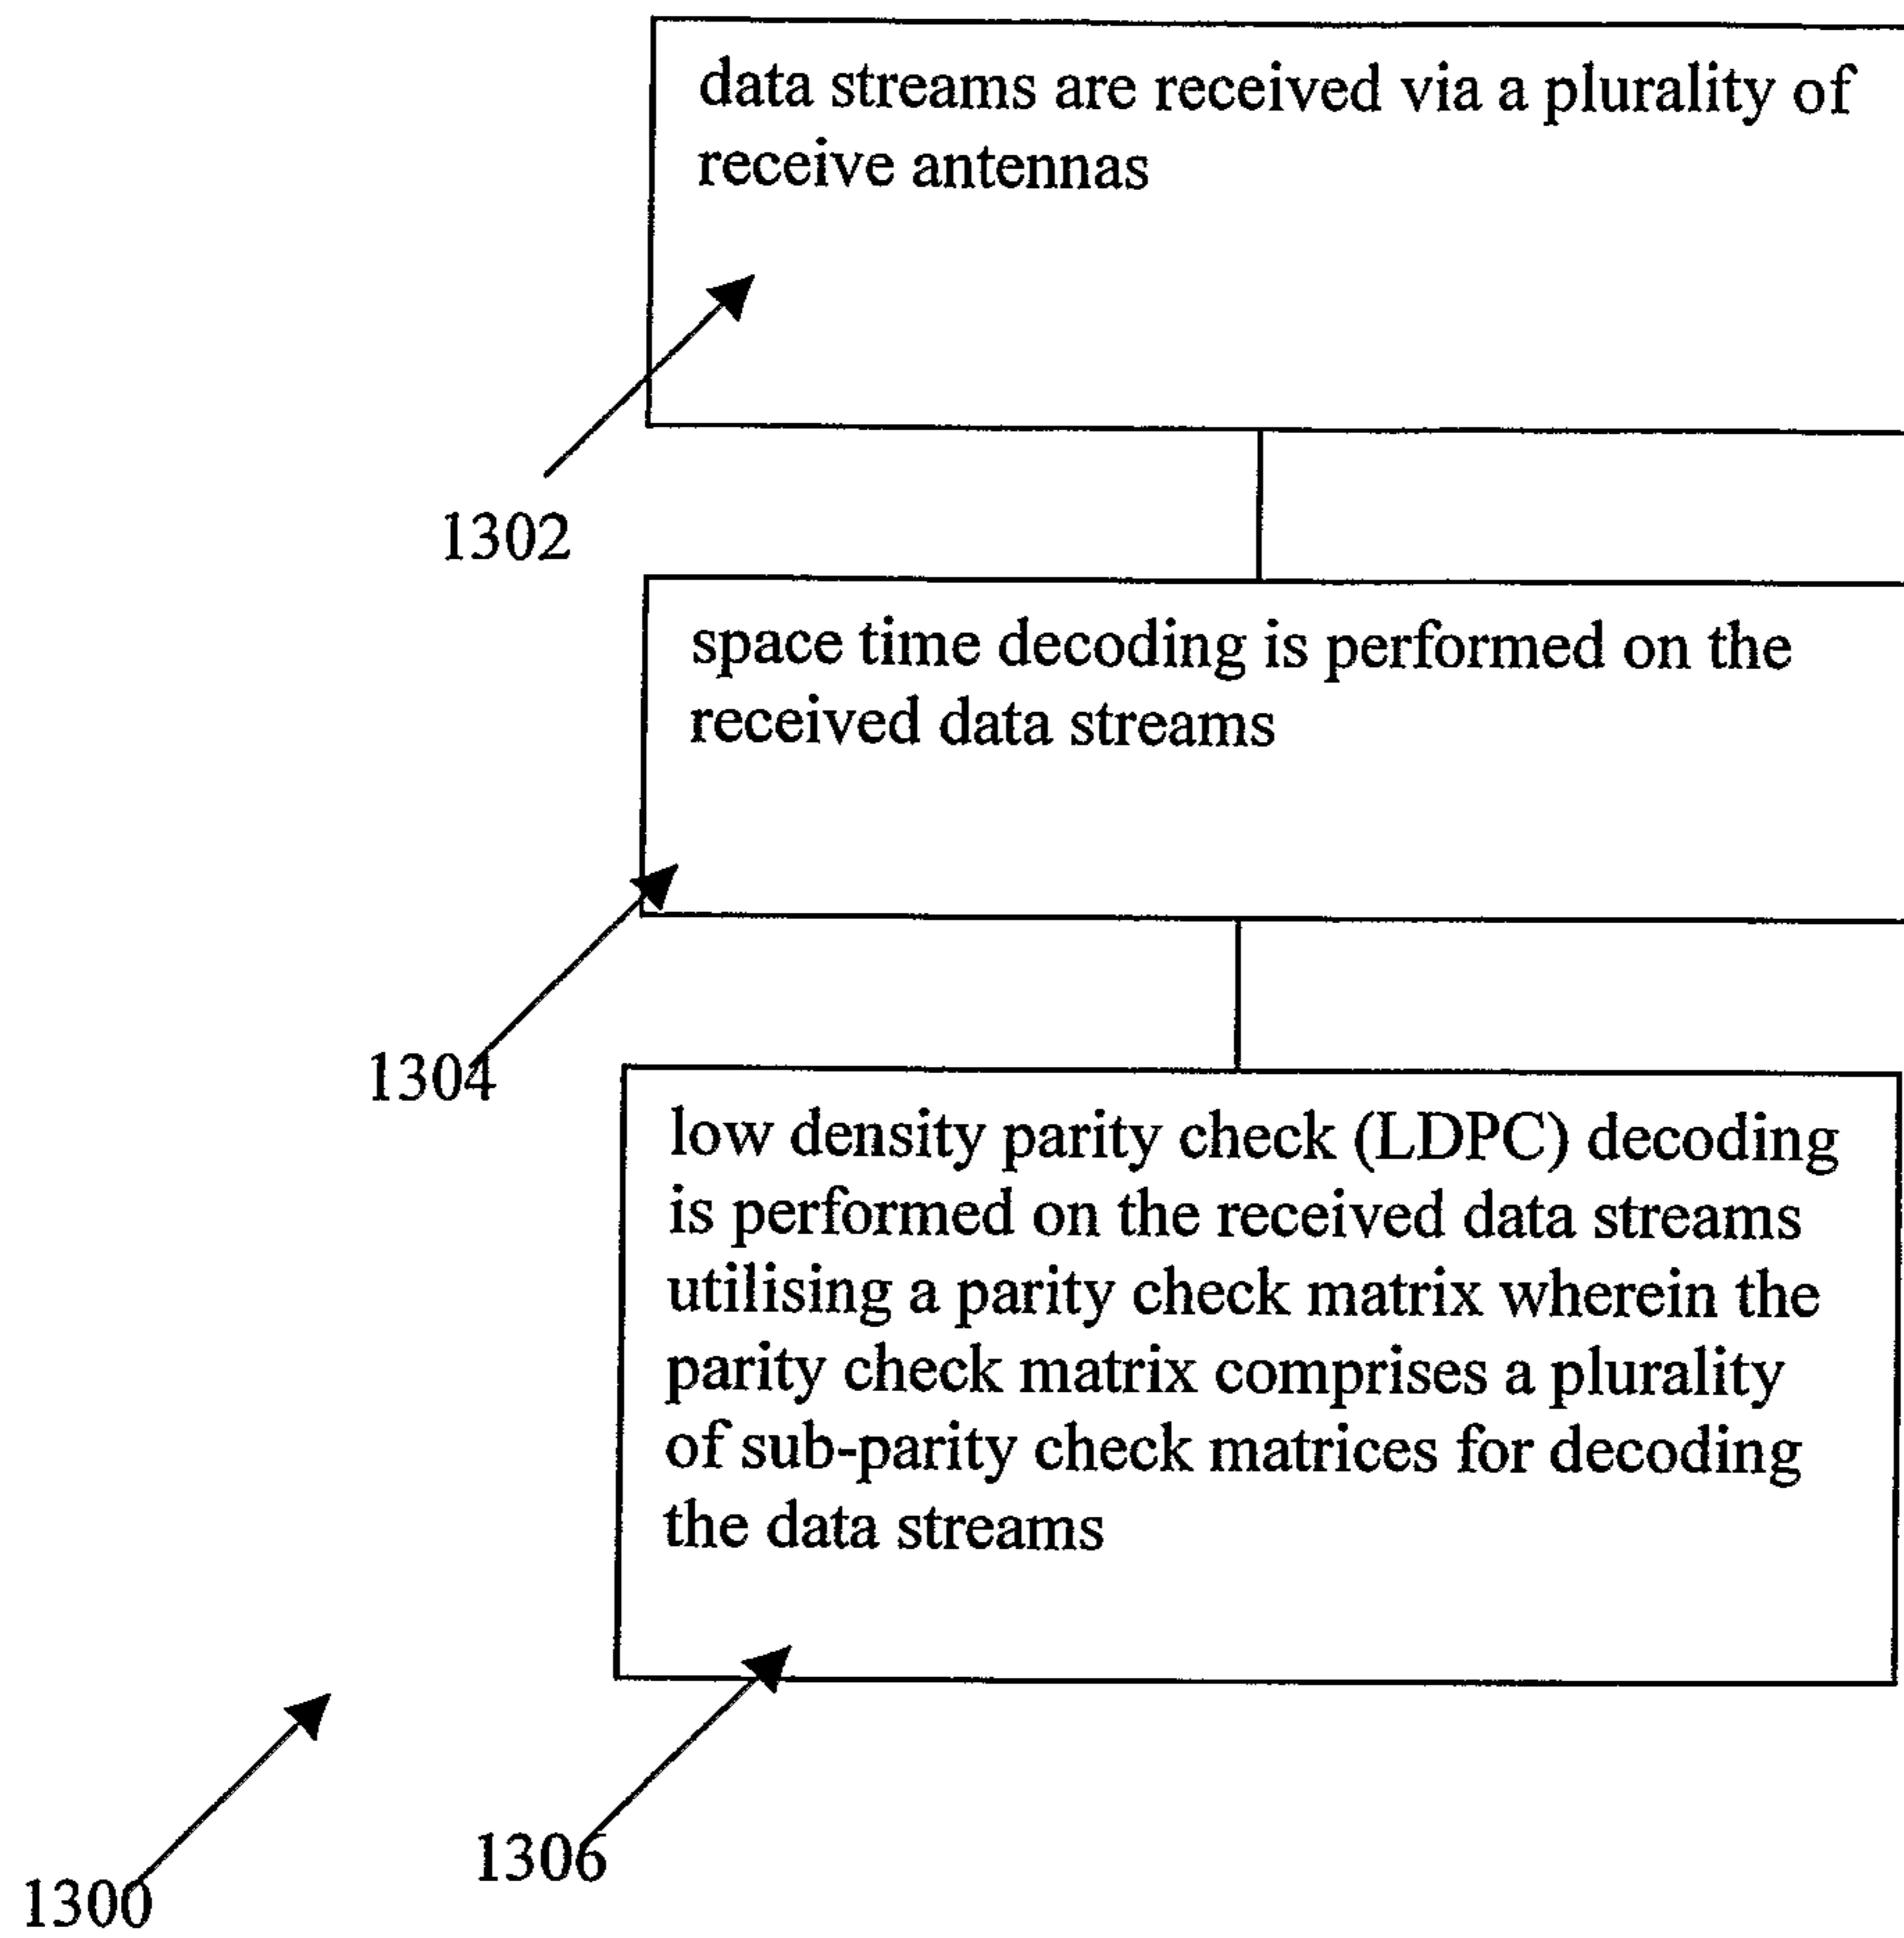 data streams are received via a plurality of
receive antennas
1302
space time decoding is performed on the
received data streams
1304
low density parity check (LDPC) decoding
is performed on the received data streams
utilising a parity check matrix wherein the
parity check matrix comprises a plurality
of sub-parity check matrices for decoding
the data streams
1306
1300